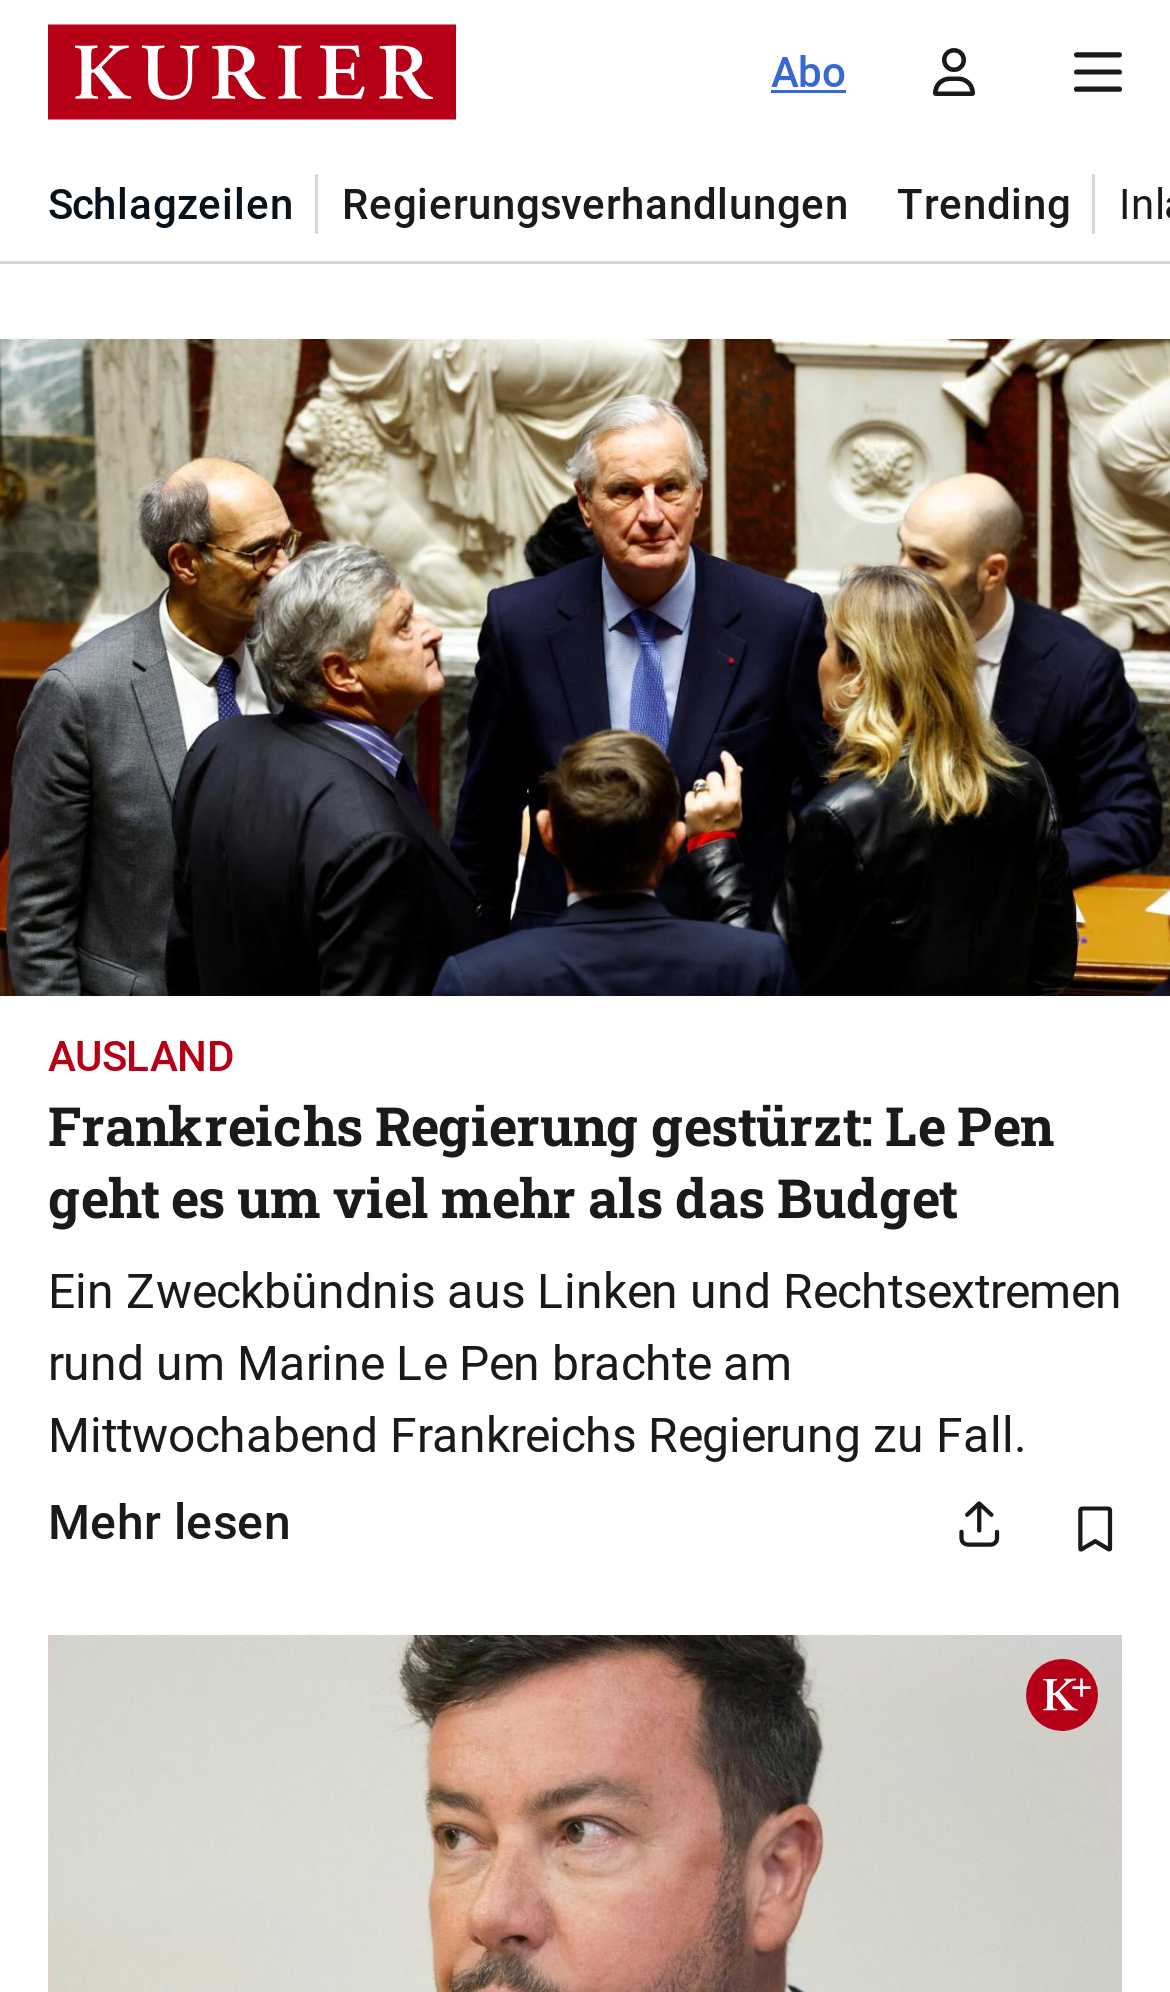 KURIER
Abo
Schlagzeilen
Regierungsverhandlungen
Trending
Inla
AUSLAND
Frankreichs Regierung gestürzt: Le Pen
geht es um viel mehr als das Budget
Ein Zweckbündnis aus Linken und Rechtsextremen
rund um Marine Le Pen brachte am
Mittwochabend Frankreichs Regierung zu Fall.
Mehr lesen
K+